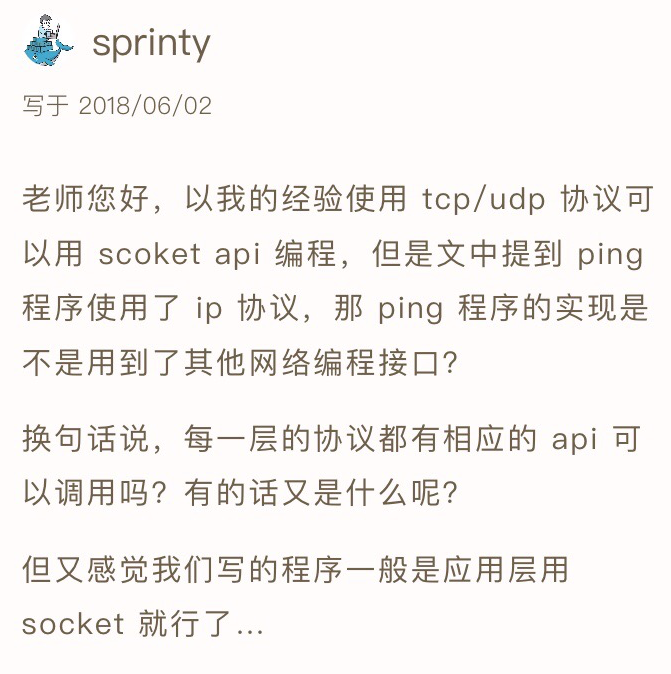 sprinty
写于 2018/06/02
老师您好，以我的经验使用 tcp/udp 协议可
以用 scoket api 编程，但是文中提到 ping
程序使用了 ip 协议，那 ping 程序的实现是
不是用到了其他网络编程接口？
换句话说，每一层的协议都有相应的 api 可
以调用吗？有的话又是什么呢？
但又感觉我们写的程序一般是应用层用
socket 就行了...